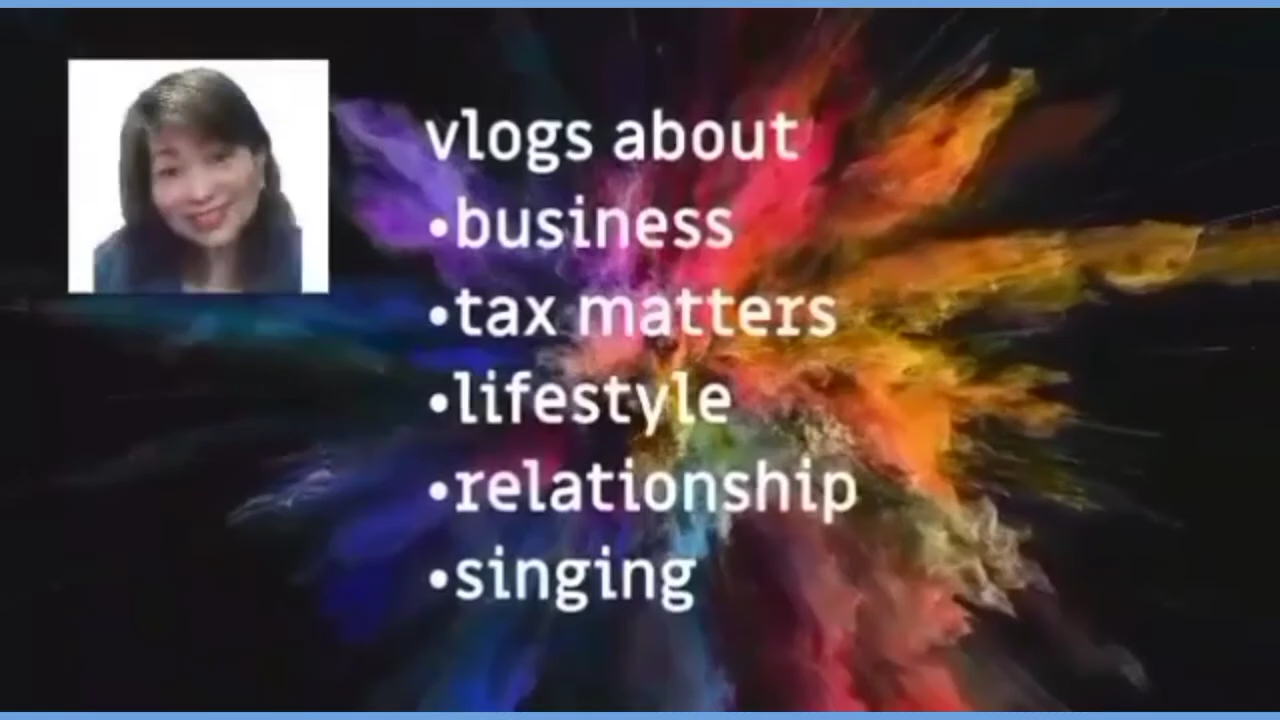 vlogs about
•business
•tax matters
•lifestyle
•relationship
•singing